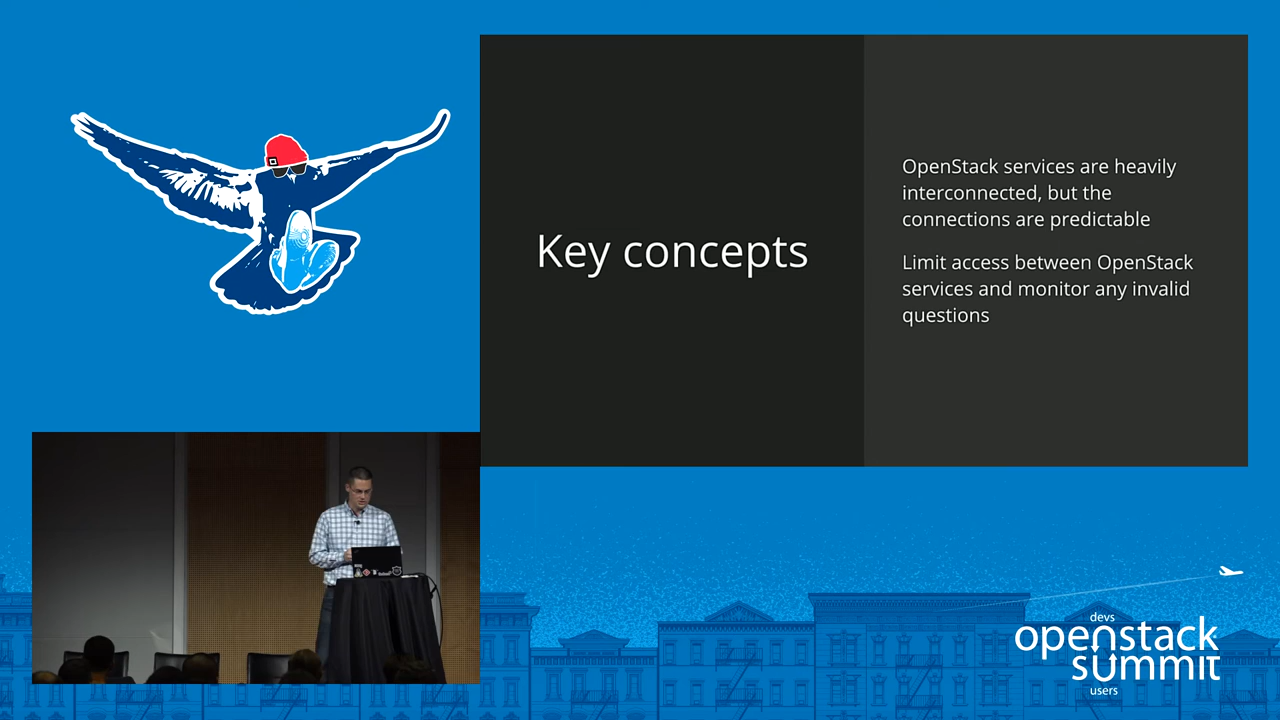 Key concepts
OpenStack services are heavily
interconnected, but the
connections are predictable
Limit access between OpenStack
services and monitor any invalid
questions
devs
openstack
summit
users